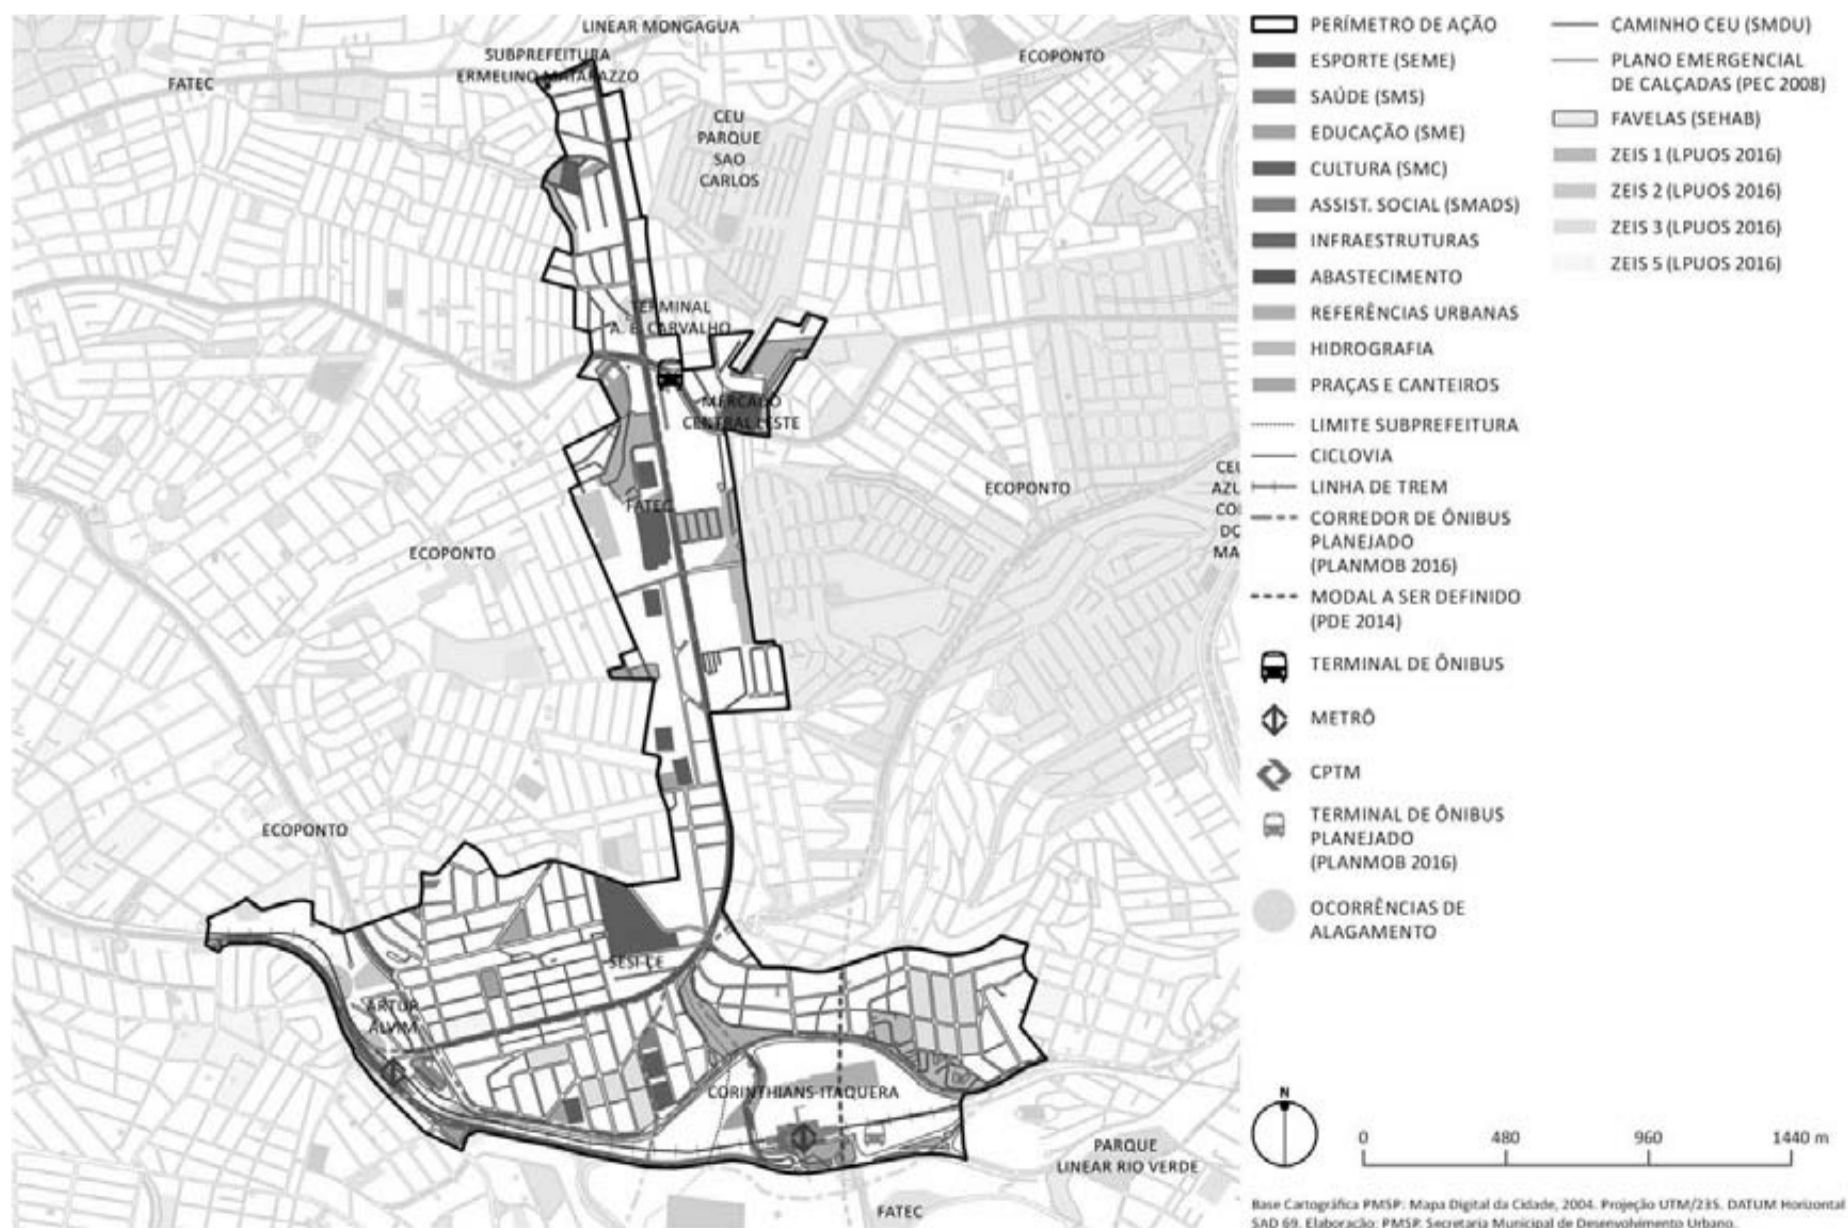 LINEAR MONGAGUA
SUBPREFEITURA
ERMELINO MATARAZZO
ECOPONTO
FATEC
CEU
PARQUE
SAO
CARLOS
TERMINAL
A. E. CARVALHO
MERCADO
CENTRAL LESTE
FATEC
ECOPONTO
ECOPONTO
CEU
AZU
CO
DO
MA
ECOPONTO
SESI-LE
ARTUR
ALVIM
CORINTHIANS-ITAQUERA
PARQUE
LINEAR RIO VERDE
FATEC
PERÍMETRO DE AÇÃO
ESPORTE (SEME)
SAÚDE (SMS)
EDUCAÇÃO (SME)
CULTURA (SMC)
ASSIST. SOCIAL (SMADS)
INFRAESTRUTURAS
ABASTECIMENTO
REFERÊNCIAS URBANAS
HIDROGRAFIA
PRAÇAS E CANTEIROS
LIMITE SUBPREFEITURA
CICLOVIA
LINHA DE TREM
CORREDOR DE ÔNIBUS
PLANEJADO
(PLANMOB 2016)
MODAL A SER DEFINIDO
(PDE 2014)
TERMINAL DE ÔNIBUS
METRÔ
CPTM
TERMINAL DE ÔNIBUS
PLANEJADO
(PLANMOB 2016)
OCORRÊNCIAS DE
ALAGAMENTO
CAMINHO CEU (SMDU)
PLANO EMERGENCIAL
DE CALÇADAS (PEC 2008)
FAVELAS (SEHAB)
ZEIS 1 (LPUOS 2016)
ZEIS 2 (LPUOS 2016)
ZEIS 3 (LPUOS 2016)
ZEIS 5 (LPUOS 2016)
N
0 480 960 1440 m
Base Cartográfica PMSP: Mapa Digital da Cidade, 2004. Projeção UTM/23S. DATUM Horizontal
SAD 69. Elaboração: PMSP. Secretaria Municipal de Desenvolvimento Urbano.